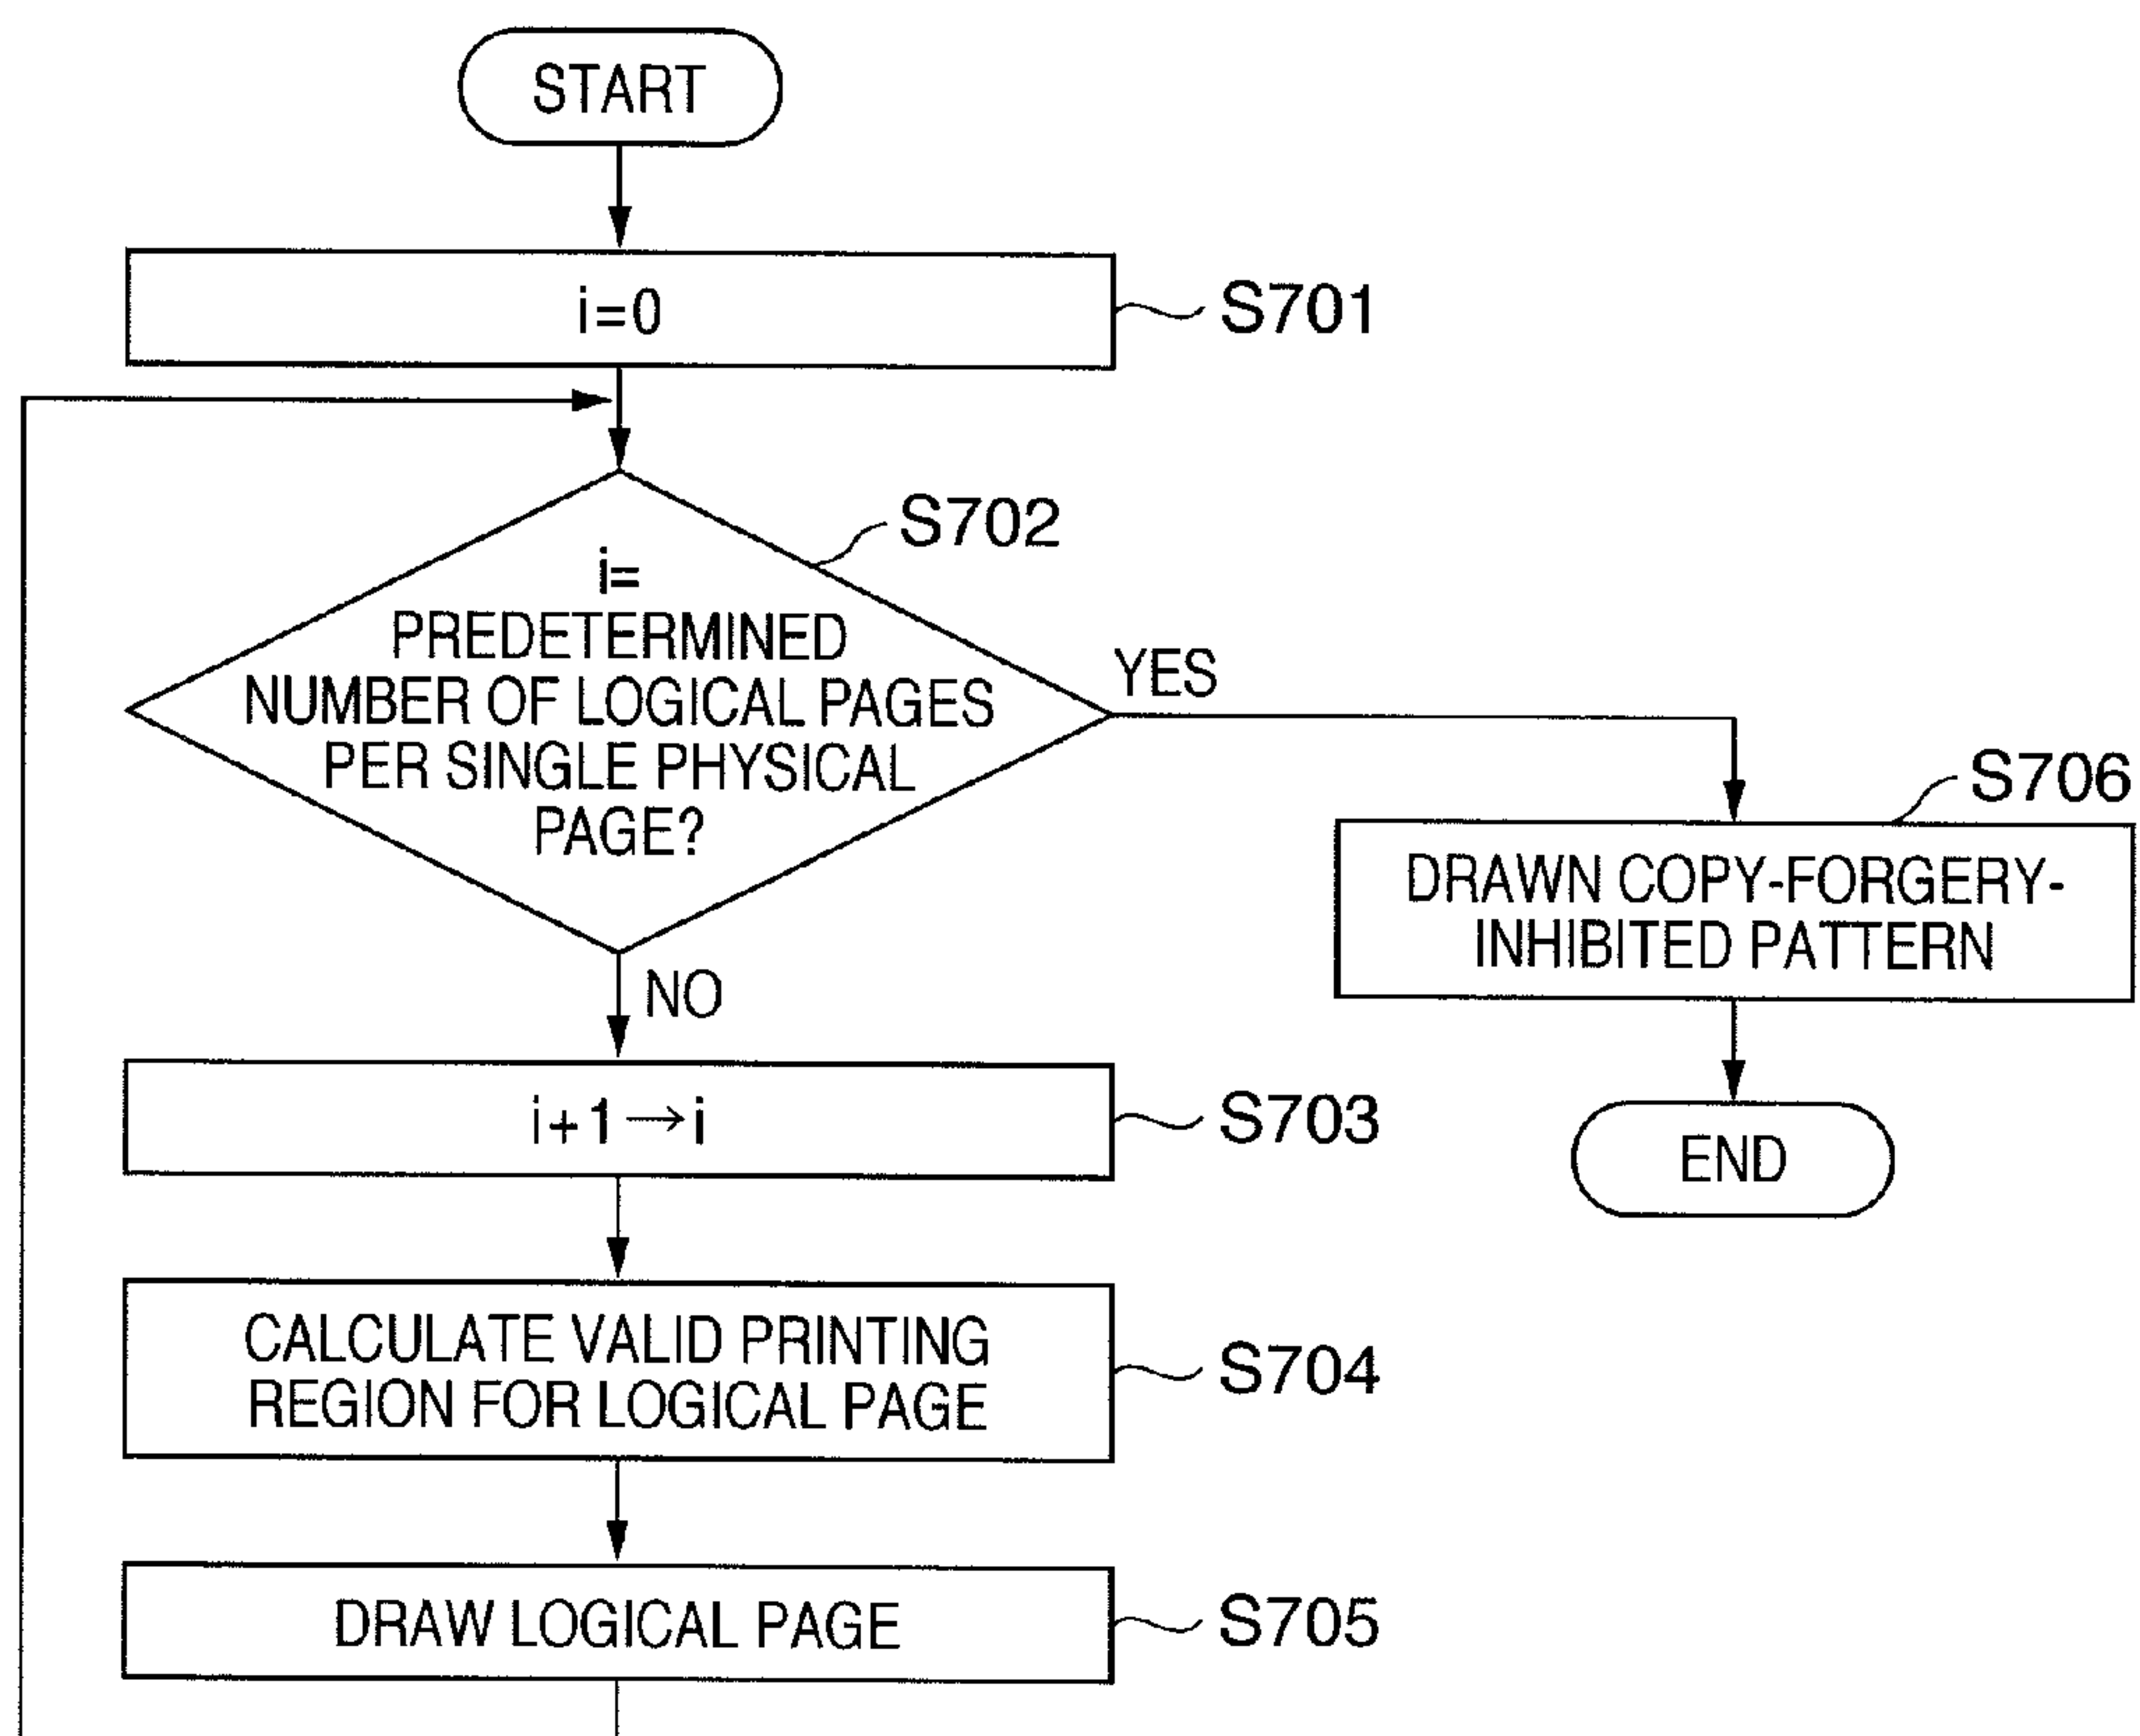 START
i=0
S701
S702
i=
PREDETERMINED
NUMBER OF LOGICAL PAGES
PER SINGLE PHYSICAL
PAGE?
YES
NO
S706
DRAWN COPY-FORGERY-
INHIBITED PATTERN
END
i+1→i
S703
CALCULATE VALID PRINTING
REGION FOR LOGICAL PAGE
S704
DRAW LOGICAL PAGE
S705